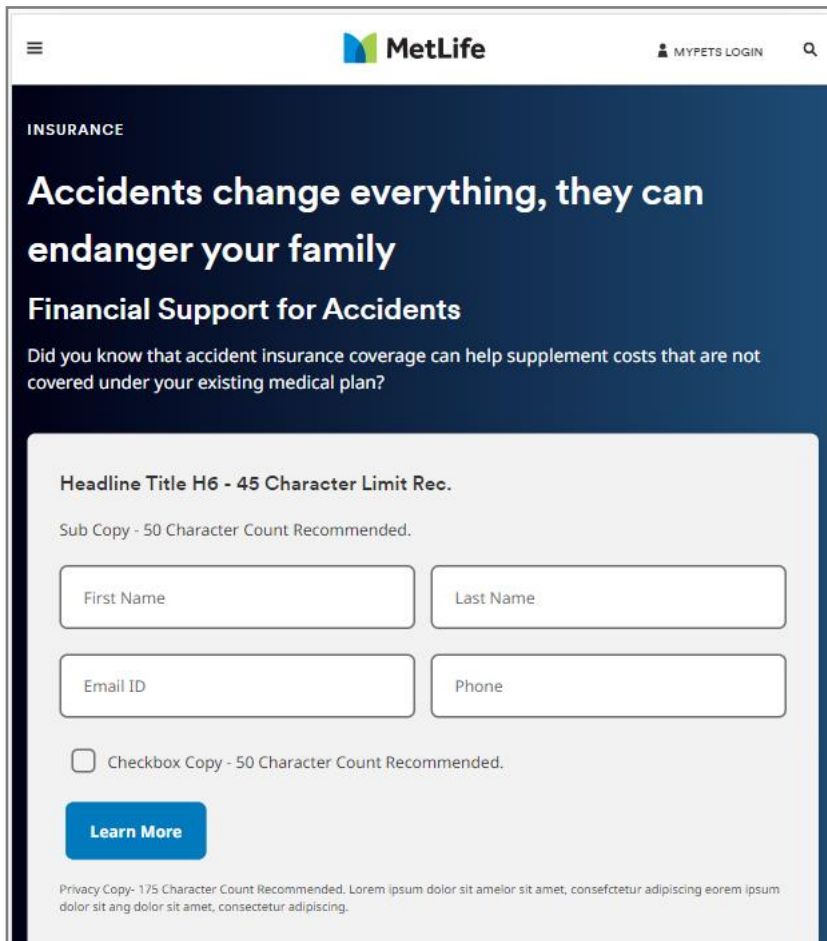 MetLife
MYPETS LOGIN
INSURANCE
Accidents change everything, they can
endanger your family
Financial Support for Accidents
Did you know that accident insurance coverage can help supplement costs that are not
covered under your existing medical plan?
Headline Title H6 - 45 Character Limit Rec.
Sub Copy - 50 Character Count Recommended.
First Name
Last Name
Email ID
Phone
Checkbox Copy - 50 Character Count Recommended.
Learn More
Privacy Copy- 175 Character Count Recommended. Lorem ipsum dolor sit amelor sit amet, consefctetur adipiscing eorem ipsum
dolor sit ang dolor sit amet, consectetur adipiscing.